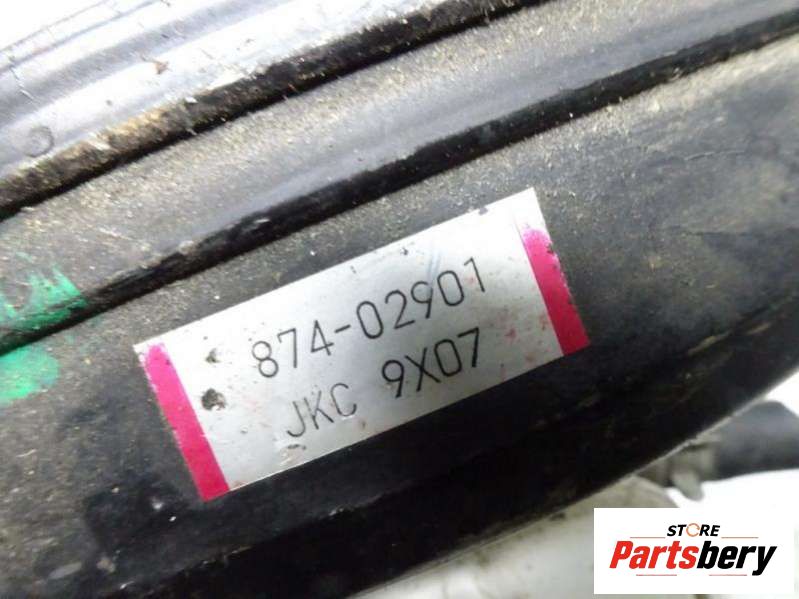 874-02901
JKC 9X07
STORE
Partsbery